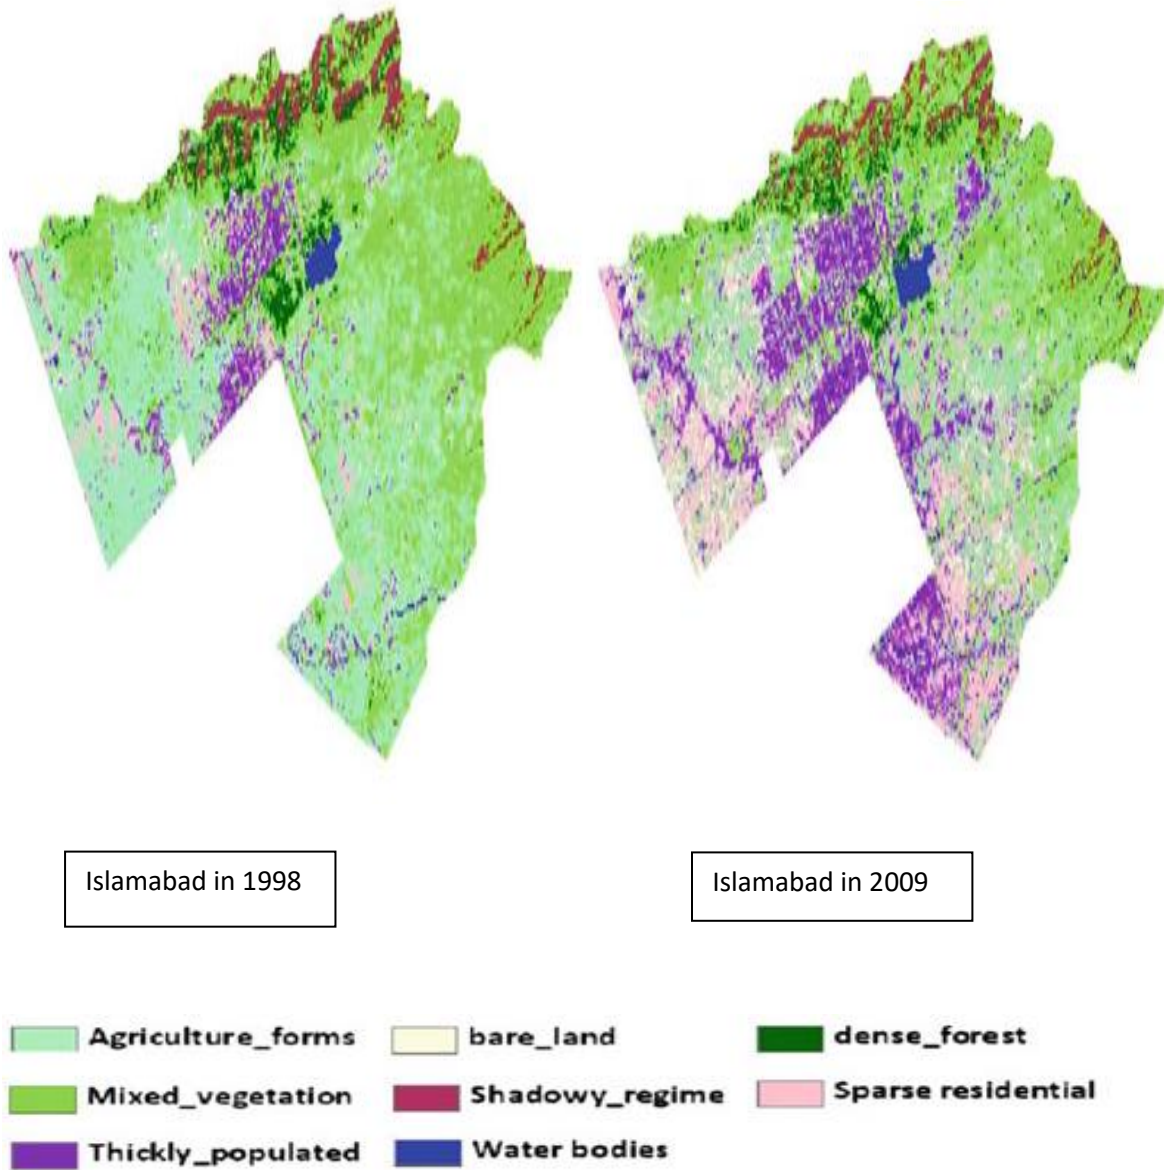 Islamabad in 1998
Islamabad in 2009
Agriculture_forms
bare_land
dense_forest
Mixed_vegetation
Shadowy_regime
Sparse residential
Thickly_populated
Water bodies